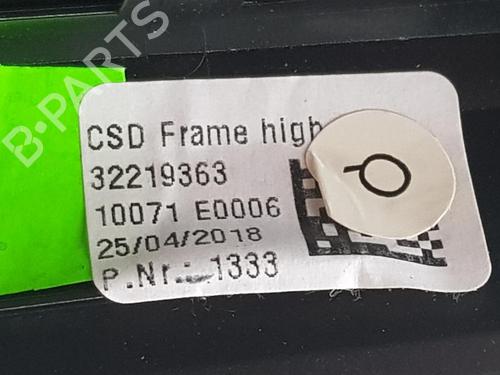 B-PARTS
CSD Frame high
32219363
10071 E0006
25/04/2018
P.Nr.: 1333